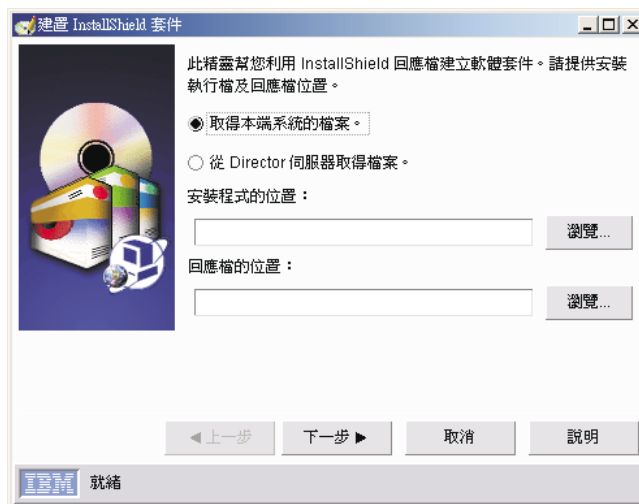 建置 InstallShield 套件
此精靈幫您利用 InstallShield 回應檔建立軟體套件。請提供安裝
執行檔及回應檔位置。
取得本端系統的檔案。
從 Director 伺服器取得檔案。
安裝程式的位置：
瀏覽...
回應檔的位置：
瀏覽...
◀上一步 下一步▶ 取消 說明
IBM 就緒